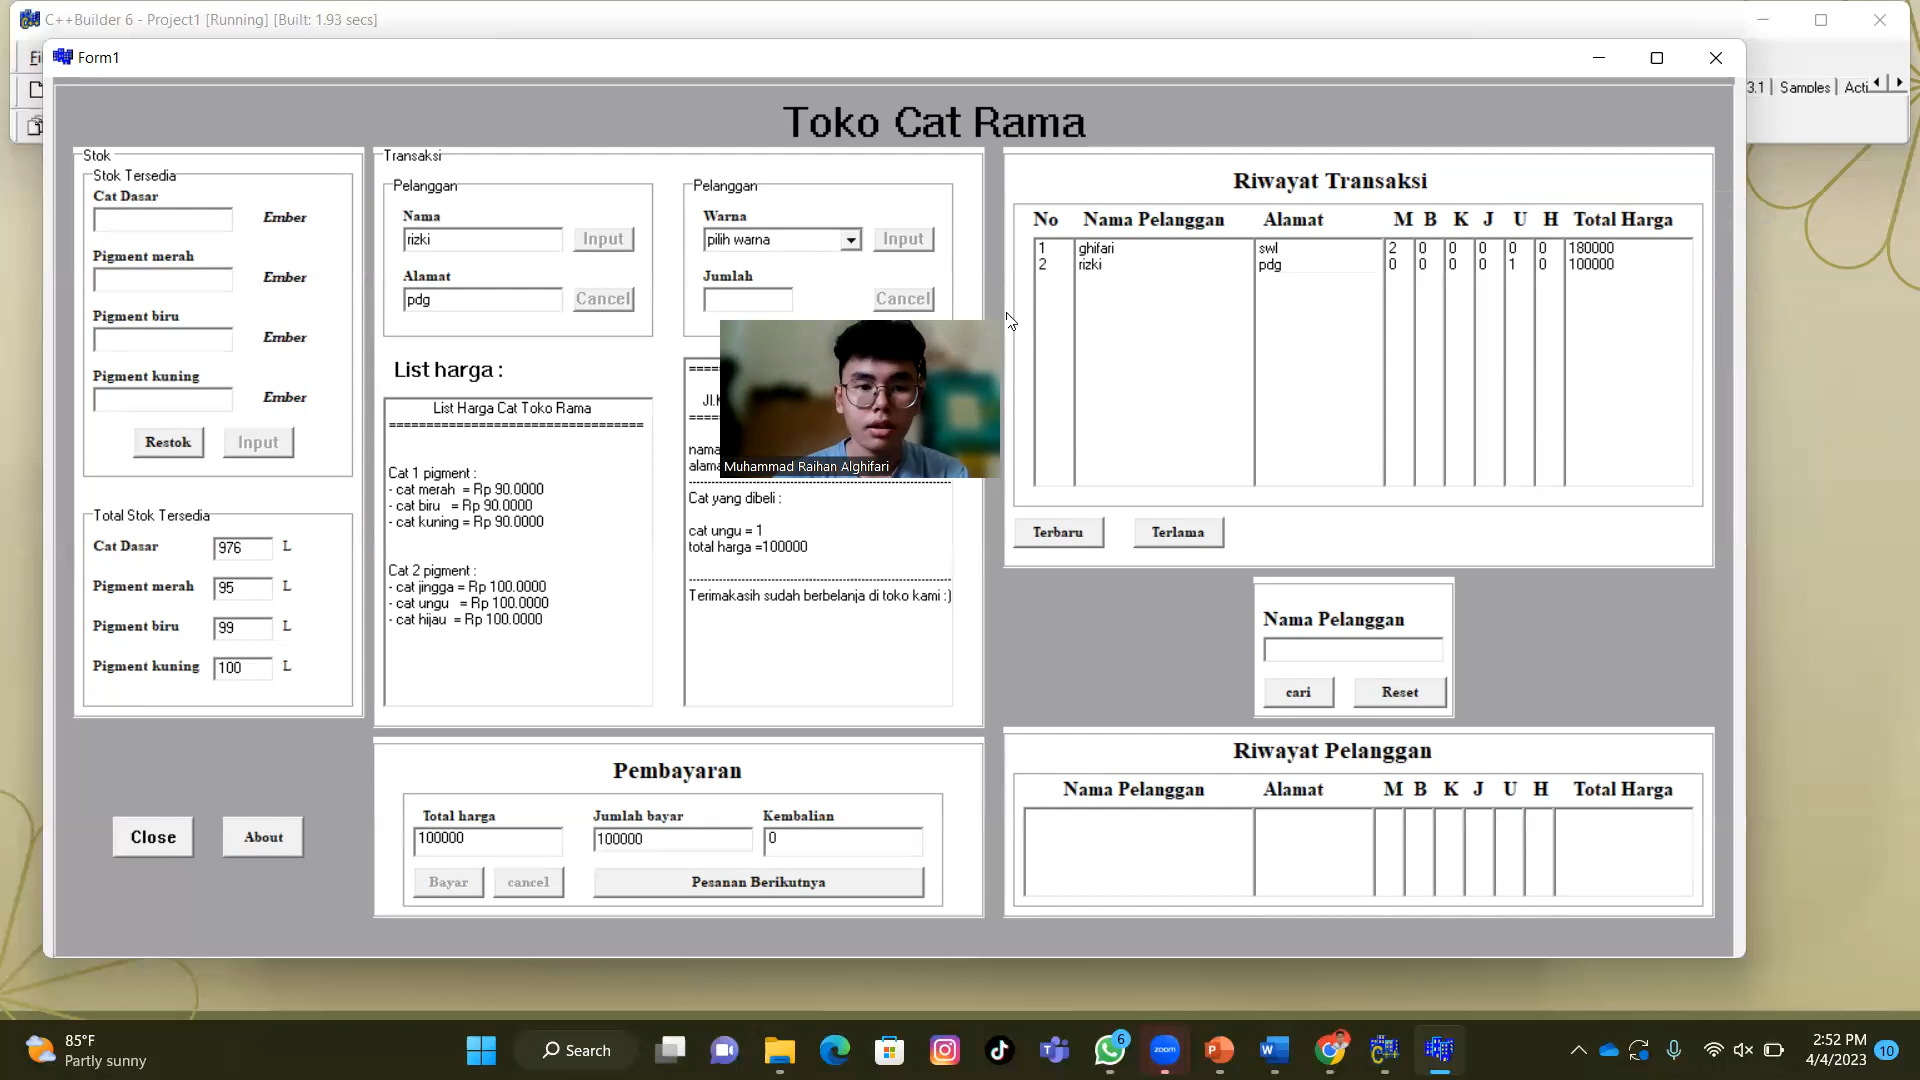 C++Builder 6 - Project1 [Running] [Built: 1.93 secs]
Form1
3.1 Samples
Toko Cat Rama
Stok
Stok Tersedia
Cat Dasar
Ember
Pigment merah
Ember
Pigment biru
Ember
Pigment kuning
Ember
Restok
Input
Total Stok Tersedia
Cat Dasar 976 L
Pigment merah 95 L
Pigment biru 99 L
Pigment kuning 100 L
Close
About
Transaksi
Pelanggan
Nama
rizki
Input
Alamat
pdg
Cancel
Pelanggan
Warna
pilih warna
Input
Jumlah
Cancel
List harga :
List Harga Cat Toko Rama
==================================
Cat 1 pigment :
- cat merah = Rp 90.0000
- cat biru = Rp 90.0000
- cat kuning = Rp 90.0000
Cat 2 pigment :
- cat jingga = Rp 100.0000
- cat ungu = Rp 100.0000
- cat hijau = Rp 100.0000
Muhammad Raihan Alghifari
Cat yang dibeli :
cat ungu = 1
total harga =100000
Terimakasih sudah berbelanja di toko kami :)
Pembayaran
Total harga
100000
Jumlah bayar
100000
Kembalian
0
Bayar
cancel
Pesanan Berikutnya
Riwayat Transaksi
No Nama Pelanggan Alamat M B K J U H Total Harga
1 ghifari swl 2 0 0 0 0 0 180000
2 rizki pdg 0 0 0 0 1 0 100000
Terbaru
Terlama
Nama Pelanggan
cari
Reset
Riwayat Pelanggan
Nama Pelanggan Alamat M B K J U H Total Harga
85°F
Partly sunny
Search
6
zoom
2:52 PM
4/4/2023
10